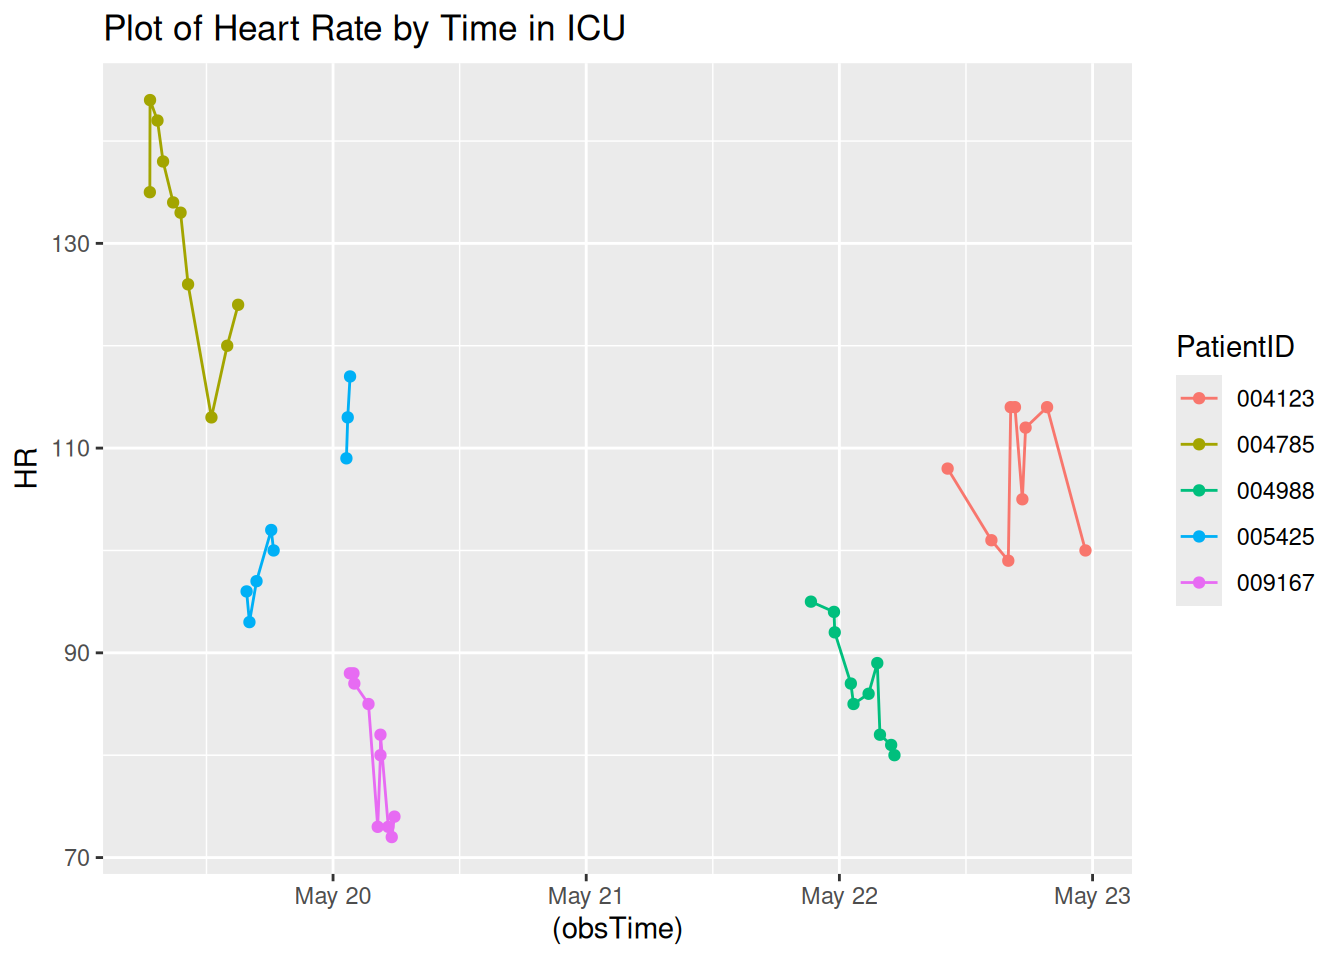 Plot of Heart Rate by Time in ICU
130
110
90
70
HR
May 20
May 21
May 22
May 23
(obsTime)
PatientID
004123
004785
004988
005425
009167